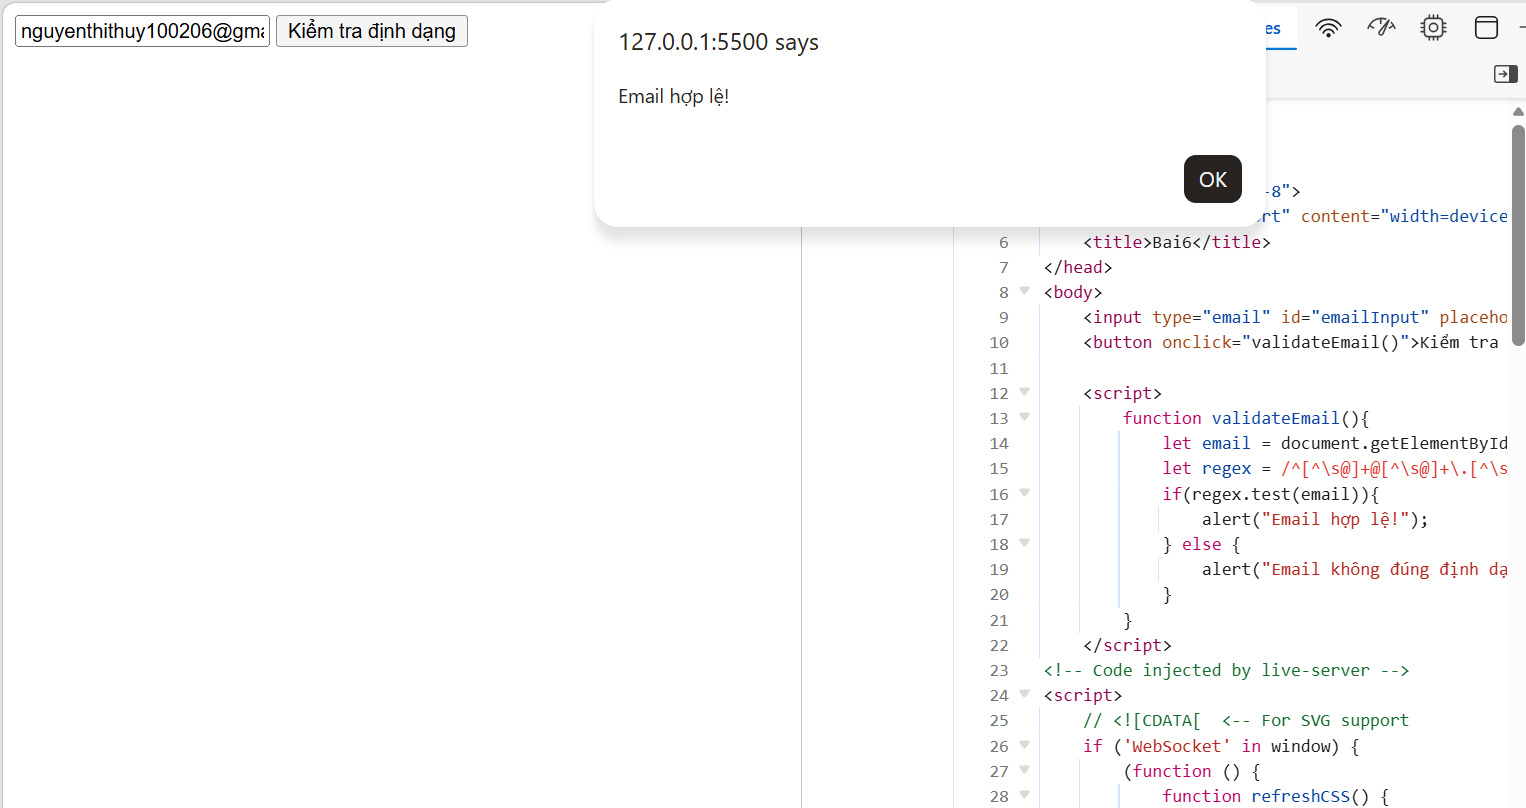 nguyenthithuy100206@gma
Kiểm tra định dạng
127.0.0.1:5500 says
Email hợp lệ!
OK
es
-8">
rt" content="width=device
6 <title>Bai6</title>
7 </head>
8 <body>
9 <input type="email" id="emailInput" placeho
10 <button onclick="validateEmail()">Kiểm tra
11
12 <script>
13 function validateEmail(){
14 let email = document.getElementById
15 let regex = /^[^\s@]+@[^\s@]+\.[^\s
16 if(regex.test(email)){
17 alert("Email hợp lệ!");
18 } else {
19 alert("Email không đúng định dạ
20 }
21 }
22 </script>
23 <!-- Code injected by live-server -->
24 <script>
25 // <![CDATA[ <-- For SVG support
26 if ('WebSocket' in window) {
27 (function () {
28 function refreshCSS() {